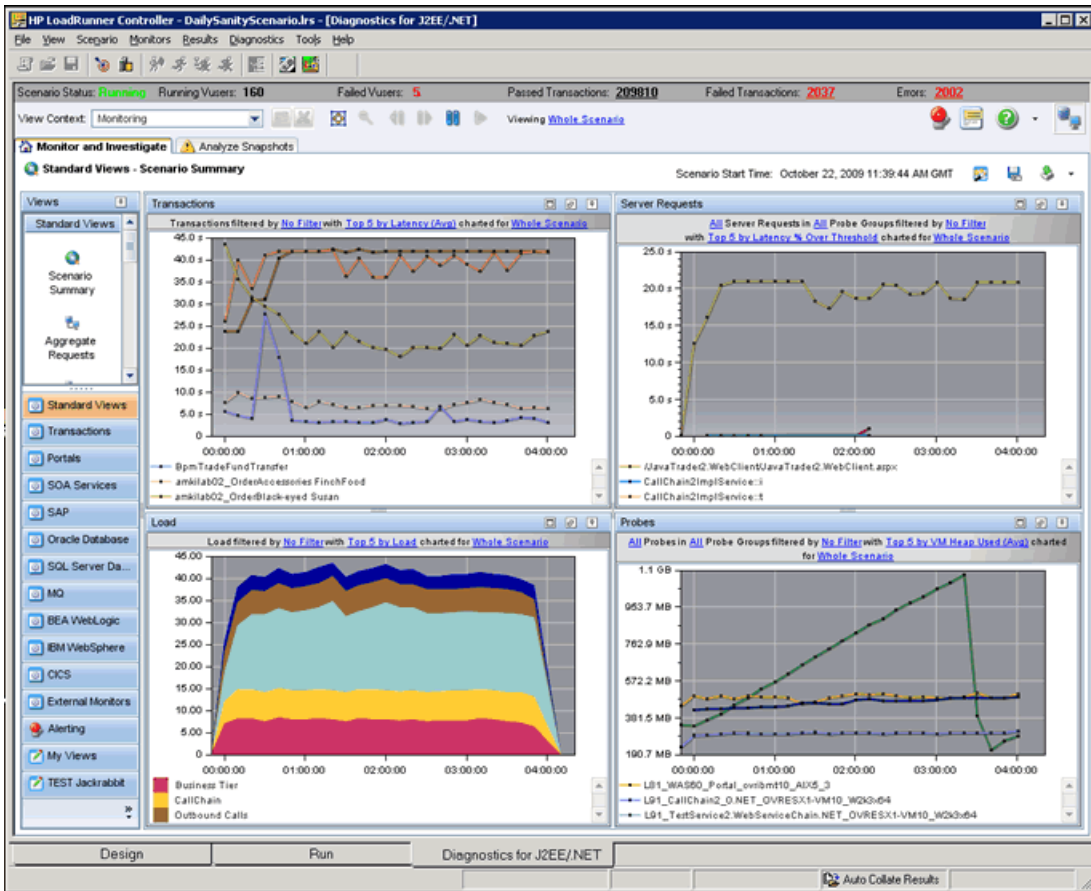 HP LoadRunner Controller - DailySanityScenario.lrs - [Diagnostics for J2EE/.NET]
File View Scenario Monitors Results Diagnostics Tools Help
Scenario Status: Running Running Vusers: 160 Failed Vusers: 5 Passed Transactions: 209810 Failed Transactions: 2037 Errors: 2002
View Context: Monitoring Viewing Whole Scenario
Monitor and Investigate Analyze Snapshots
Standard Views - Scenario Summary Scenario Start Time: October 22, 2009 11:39:44 AM GMT
Views
Standard Views
Scenario
Summary
Aggregate
Requests
Standard Views
Transactions
Portals
SOA Services
SAP
Oracle Database
SQL Server Da...
MQ
BEA WebLogic
IBM WebSphere
CICS
External Monitors
Alerting
My Views
TEST Jackrabbit
»
Transactions
Transactions filtered by No Filter with Top 5 by Latency (Avg) charted for Whole Scenario
45.0 s
40.0 s
35.0 s
30.0 s
25.0 s
20.0 s
15.0 s
10.0 s
5.0 s
0
00:00:00 01:00:00 02:00:00 03:00:00 04:00:00
BpmTradeFundTransfer
amkilab02_OrderAccessories FinchFood
amkilab02_OrderBlack-eyed Susan
Server Requests
All Server Requests in All Probe Groups filtered by No Filter
with Top 5 by Latency % Over Threshold charted for Whole Scenario
25.0 s
20.0 s
15.0 s
10.0 s
5.0 s
0
00:00:00 01:00:00 02:00:00 03:00:00 04:00:00
/JavaTrader2.WebClient/JavaTrader2.WebClient.aspx
CallChain2ImplService::i
CallChain2ImplService::t
Load
Load filtered by No Filter with Top 5 by Load charted for Whole Scenario
45.00
40.00
35.00
30.00
25.00
20.00
15.00
10.00
5.00
0
00:00:00 01:00:00 02:00:00 03:00:00 04:00:00
Business Tier
CallChain
Outbound Calls
Probes
All Probes in All Probe Groups filtered by No Filter with Top 5 by VM Heap Used (Avg) charted
for Whole Scenario
1.1 GB
953.7 MB
762.9 MB
572.2 MB
381.5 MB
190.7 MB
00:00:00 01:00:00 02:00:00 03:00:00 04:00:00
L81_WAS60_Portal_ovribmt10_AIX5_3
L91_CallChain2_0.NET_OVRESX1-VM10_W2k3x64
L91_TestService2.WebServiceChain.NET_OVRESX1-VM10_W2k3x64
Design Run Diagnostics for J2EE/.NET
Auto Collate Results